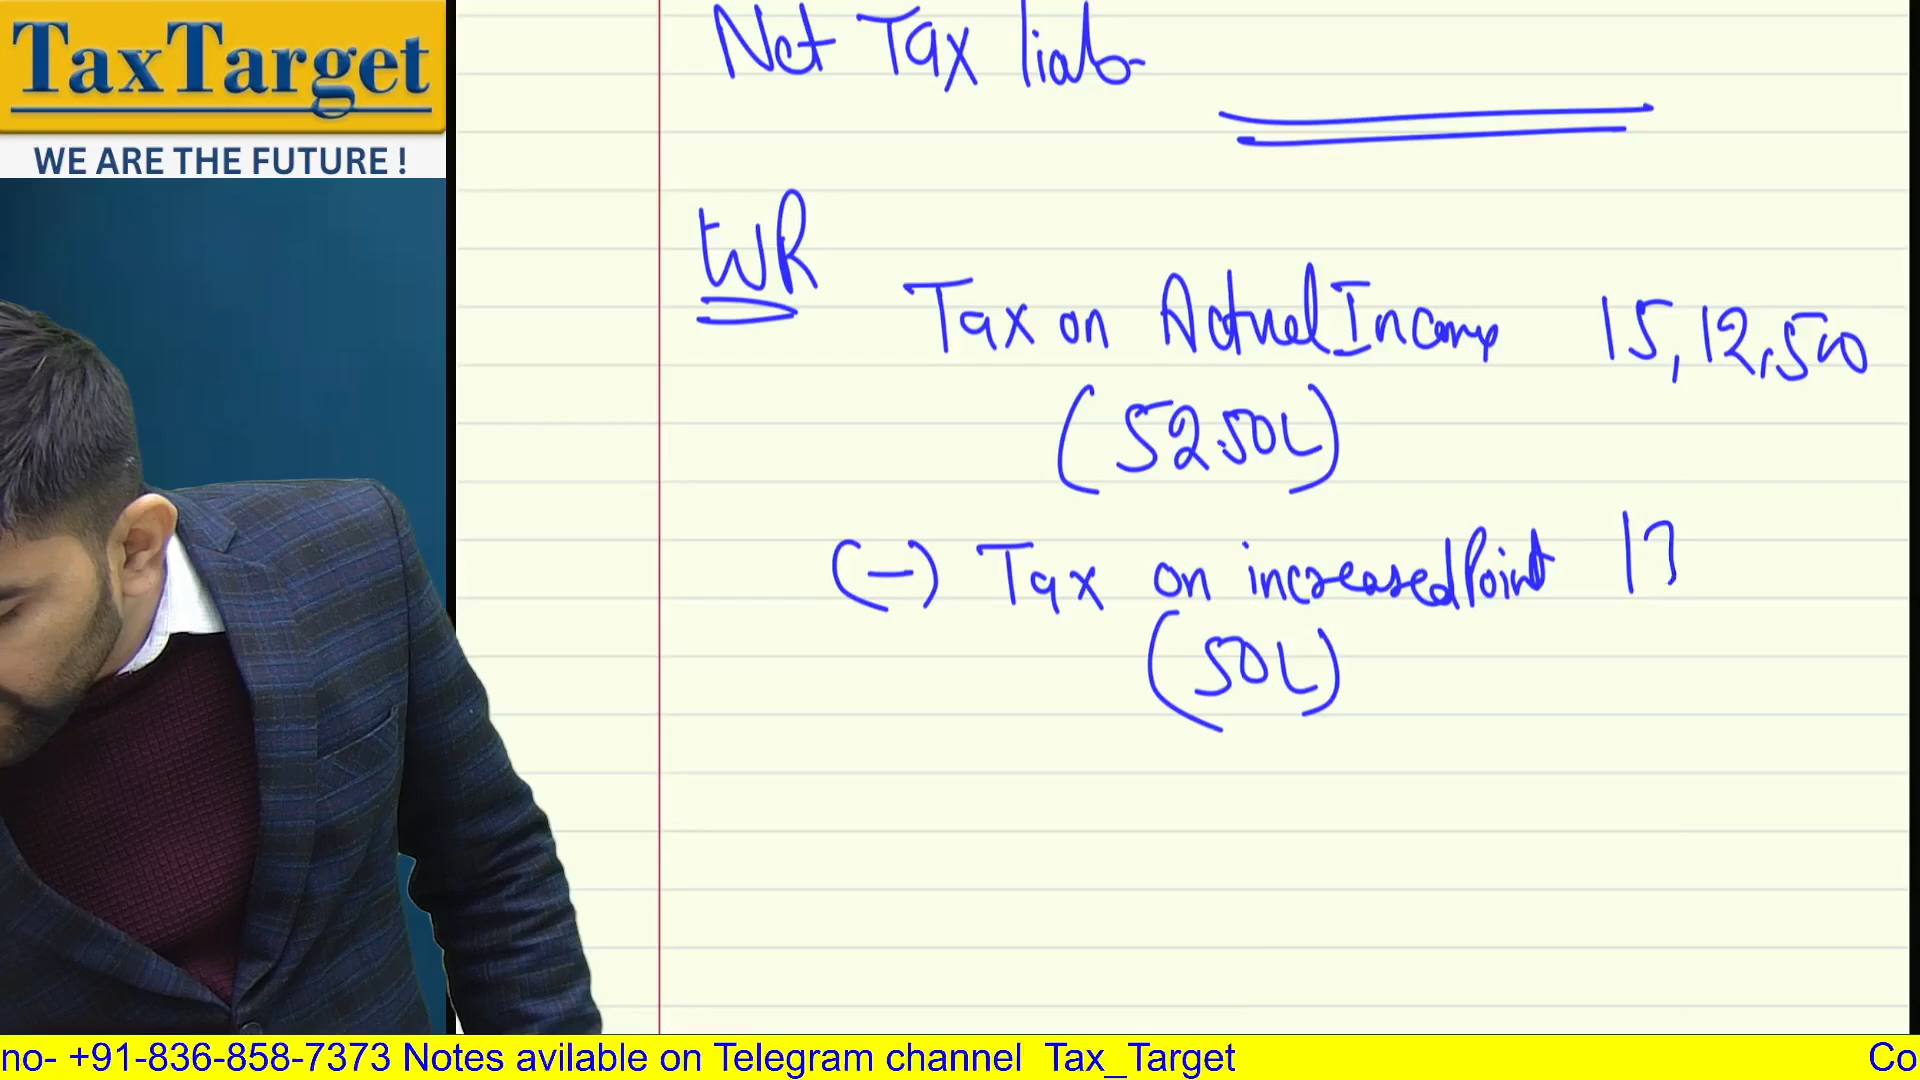 TaxTarget
WE ARE THE FUTURE !
Net Tax liab-
WR
Tax on Actual Income 15,12,500
(52.50L)
(-) Tax on increased Point 13
(50L)
no- +91-836-858-7373 Notes avilable on Telegram channel Tax_Target
Co